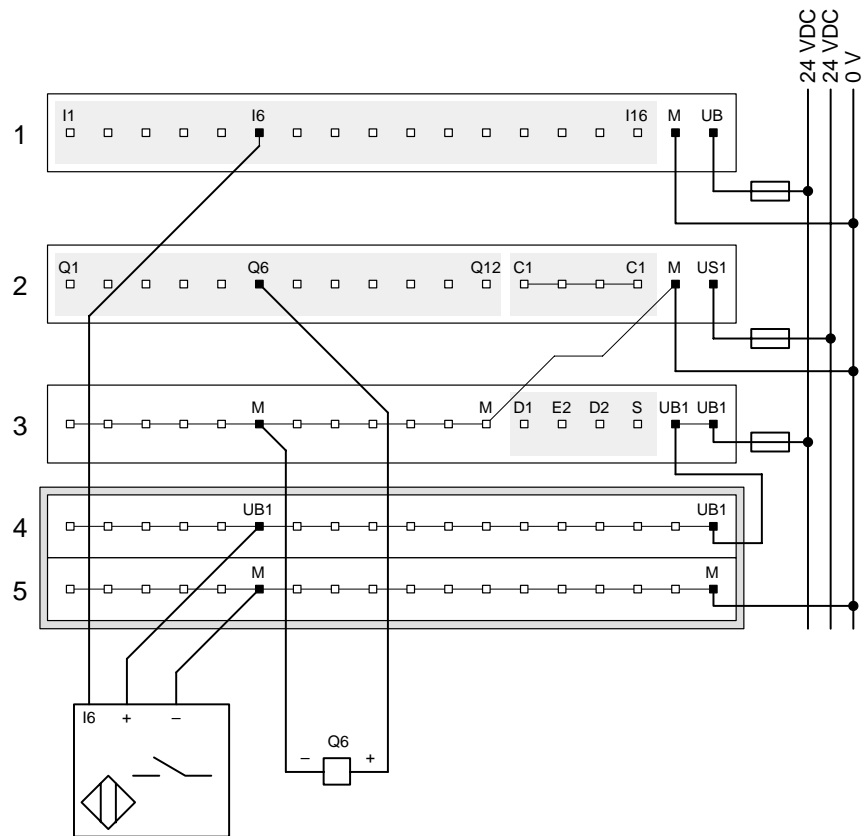 24 VDC
24 VDC
0 V
I1 I6 I16 M UB
1
Q1 Q6 Q12 C1 C1 M US1
2
M M D1 E2 D2 S UB1 UB1
3
UB1 UB1
4
M M
5
I6 + –
Q6
– +